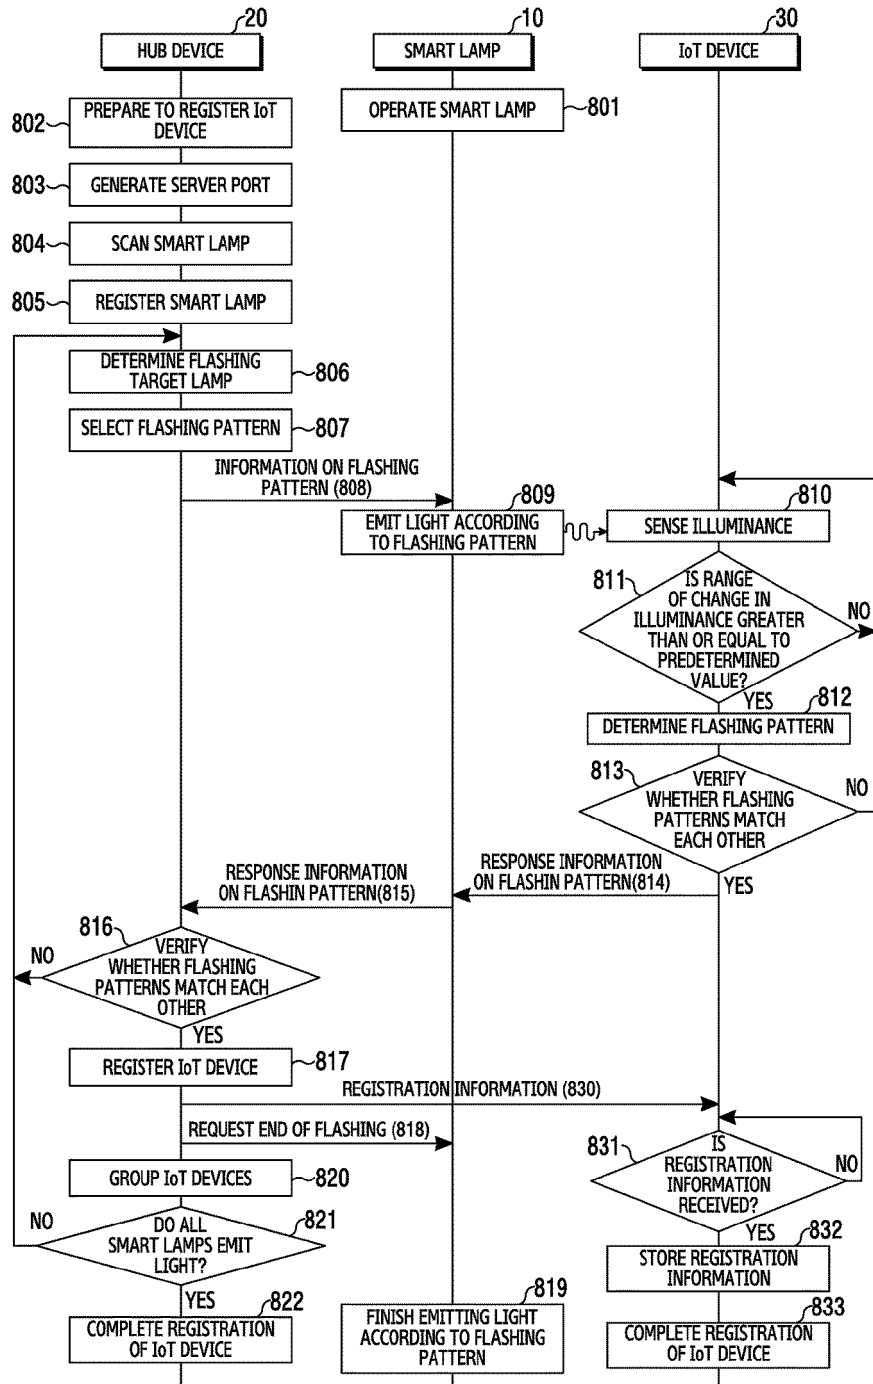 20
10
30
HUB DEVICE
SMART LAMP
IoT DEVICE
802
PREPARE TO REGISTER IoT
DEVICE
OPERATE SMART LAMP
801
803
GENERATE SERVER PORT
804
SCAN SMART LAMP
805
REGISTER SMART LAMP
DETERMINE FLASHING
TARGET LAMP
806
SELECT FLASHING PATTERN
807
INFORMATION ON FLASHING
PATTERN (808)
809
EMIT LIGHT ACCORDING
TO FLASHING PATTERN
810
SENSE ILLUMINANCE
811
IS RANGE
OF CHANGE IN
ILLUMINANCE GREATER
THAN OR EQUAL TO
PREDETERMINED
VALUE?
NO
YES
812
DETERMINE FLASHING PATTERN
813
VERIFY
WHETHER FLASHING
PATTERNS MATCH
EACH OTHER
NO
YES
RESPONSE INFORMATION
ON FLASHIN PATTERN(814)
RESPONSE INFORMATION
ON FLASHIN PATTERN(815)
816
VERIFY
WHETHER FLASHING
PATTERNS MATCH EACH
OTHER
NO
YES
REGISTER IoT DEVICE
817
REGISTRATION INFORMATION (830)
REQUEST END OF FLASHING (818)
831
IS
REGISTRATION
INFORMATION
RECEIVED?
NO
YES
GROUP IoT DEVICES
820
821
DO ALL
SMART LAMPS EMIT
LIGHT?
NO
YES
832
STORE REGISTRATION
INFORMATION
822
COMPLETE REGISTRATION
OF IoT DEVICE
819
FINISH EMITTING LIGHT
ACCORDING TO FLASHING
PATTERN
833
COMPLETE REGISTRATION
OF IoT DEVICE